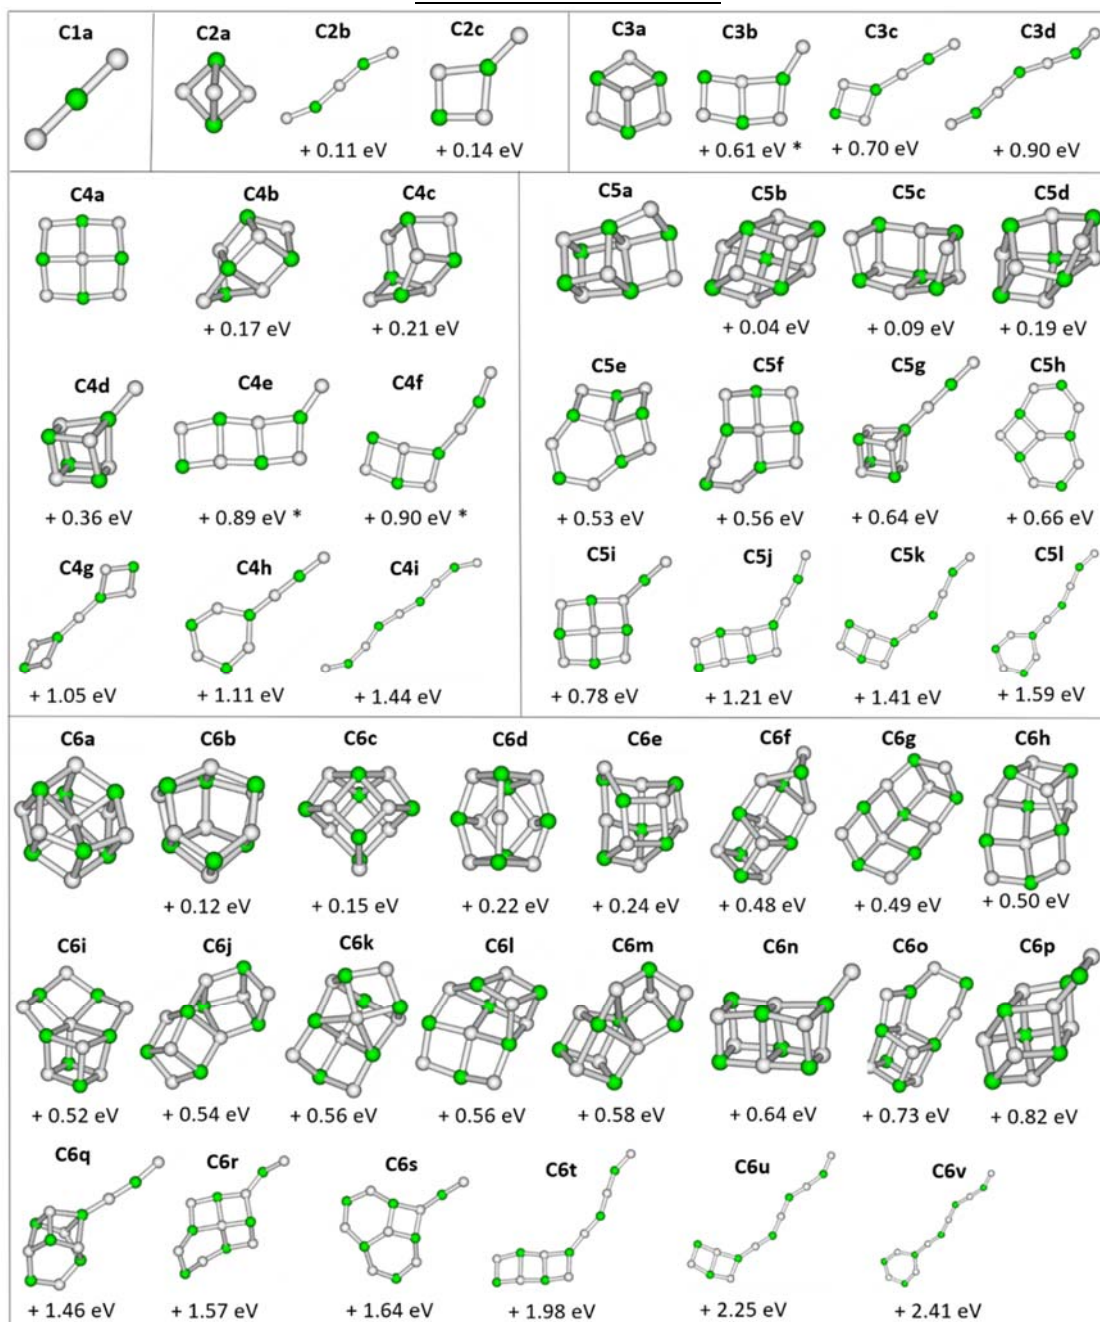 C1a C2a C2b C2c C3a C3b C3c C3d
+ 0.11 eV + 0.14 eV + 0.61 eV * + 0.70 eV + 0.90 eV
C4a C4b C4c C5a C5b C5c C5d
+ 0.17 eV + 0.21 eV + 0.04 eV + 0.09 eV + 0.19 eV
C4d C4e C4f C5e C5f C5g C5h
+ 0.36 eV + 0.89 eV * + 0.90 eV * + 0.53 eV + 0.56 eV + 0.64 eV + 0.66 eV
C4g C4h C4i C5i C5j C5k C5l
+ 1.05 eV + 1.11 eV + 1.44 eV + 0.78 eV + 1.21 eV + 1.41 eV + 1.59 eV
C6a C6b C6c C6d C6e C6f C6g C6h
+ 0.12 eV + 0.15 eV + 0.22 eV + 0.24 eV + 0.48 eV + 0.49 eV + 0.50 eV
C6i C6j C6k C6l C6m C6n C6o C6p
+ 0.52 eV + 0.54 eV + 0.56 eV + 0.56 eV + 0.58 eV + 0.64 eV + 0.73 eV + 0.82 eV
C6q C6r C6s C6t C6u C6v
+ 1.46 eV + 1.57 eV + 1.64 eV + 1.98 eV + 2.25 eV + 2.41 eV